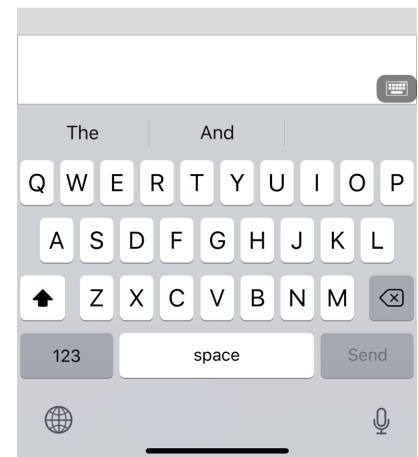 The And
Q W E R T Y U I O P
A S D F G H J K L
Z X C V B N M
123 space Send